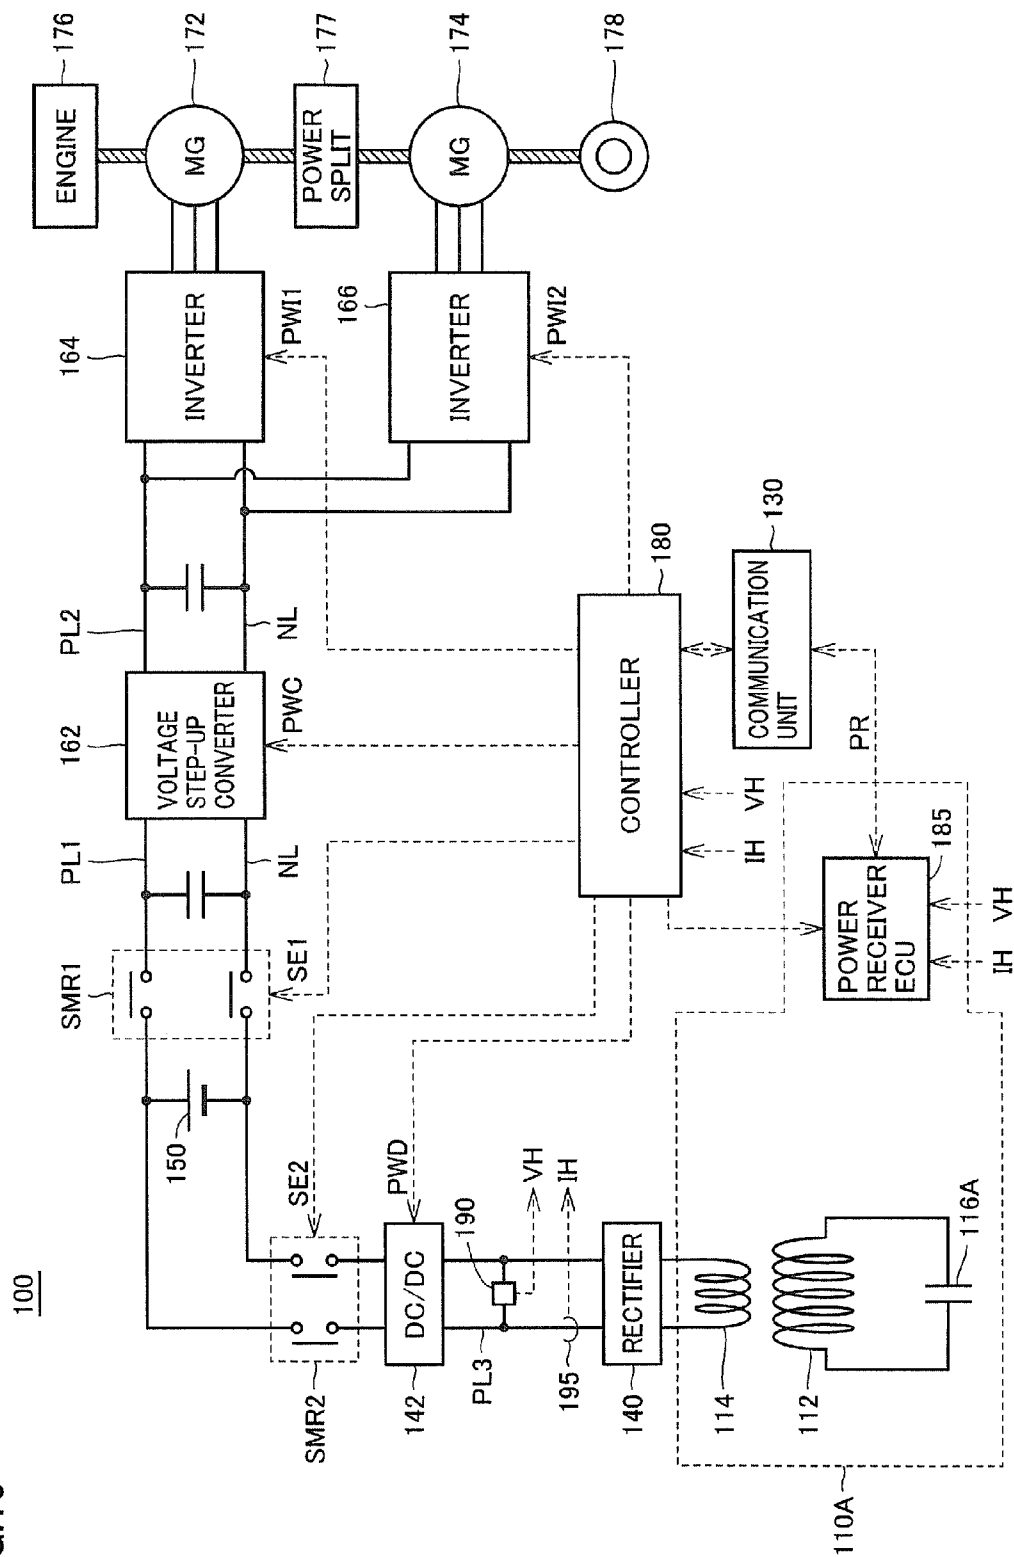 100
ENGINE
176
MG
172
POWER
SPLIT
177
MG
174
178
164
INVERTER
PWI1
166
INVERTER
PWI2
PL2
NL
162
VOLTAGE
STEP-UP
CONVERTER
PWC
PL1
NL
SMR1
SE1
150
CONTROLLER
180
COMMUNICATION
UNIT
130
PR
IH
VH
POWER
RECEIVER
ECU
185
IH
VH
SE2
SMR2
PWD
DC/DC
142
190
VH
IH
PL3
195
RECTIFIER
140
114
112
116A
110A